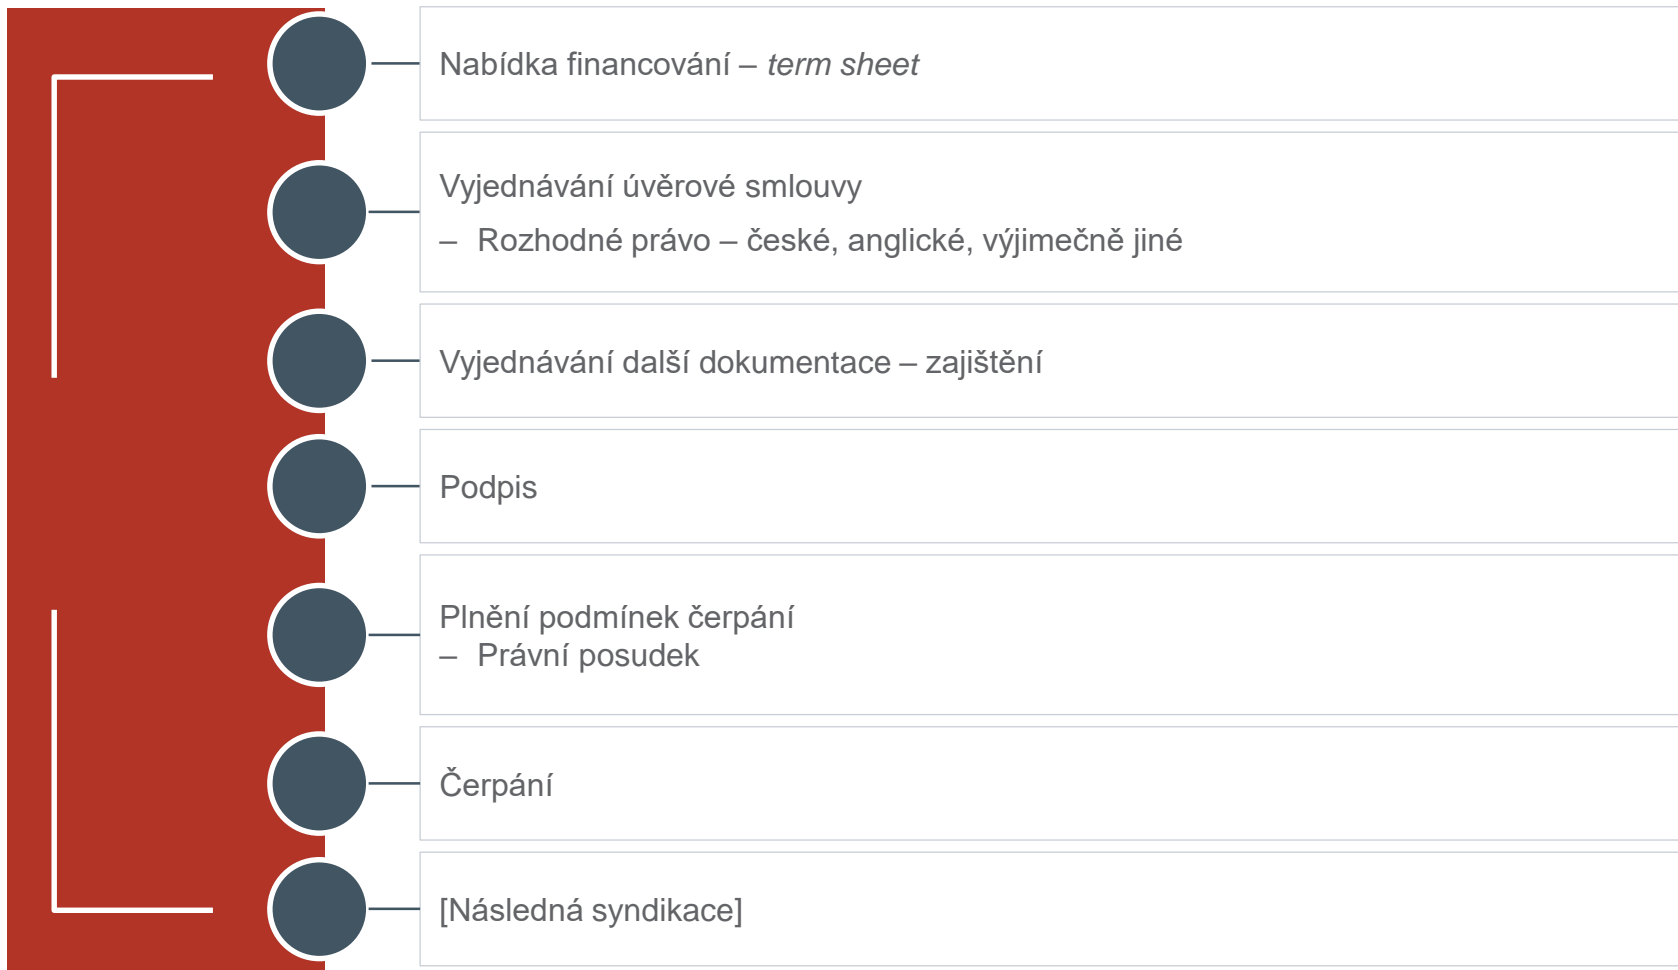 Nabídka financování – term sheet
Vyjednávání úvěrové smlouvy
– Rozhodné právo – české, anglické, výjimečně jiné
Vyjednávání další dokumentace – zajištění
Podpis
Plnění podmínek čerpání
– Právní posudek
Čerpání
[Následná syndikace]